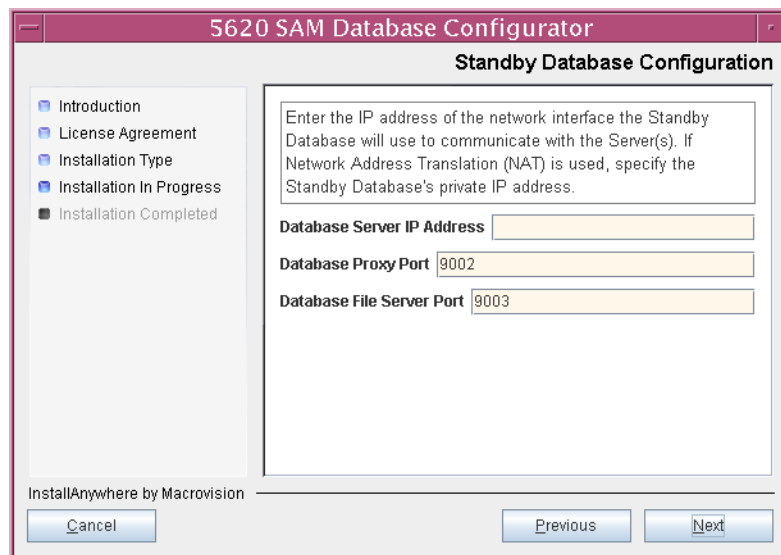 5620 SAM Database Configurator
Standby Database Configuration
Introduction
License Agreement
Installation Type
Installation In Progress
Installation Completed
Enter the IP address of the network interface the Standby
Database will use to communicate with the Server(s). If
Network Address Translation (NAT) is used, specify the
Standby Database's private IP address.
Database Server IP Address
Database Proxy Port 9002
Database File Server Port 9003
InstallAnywhere by Macrovision
Cancel Previous Next